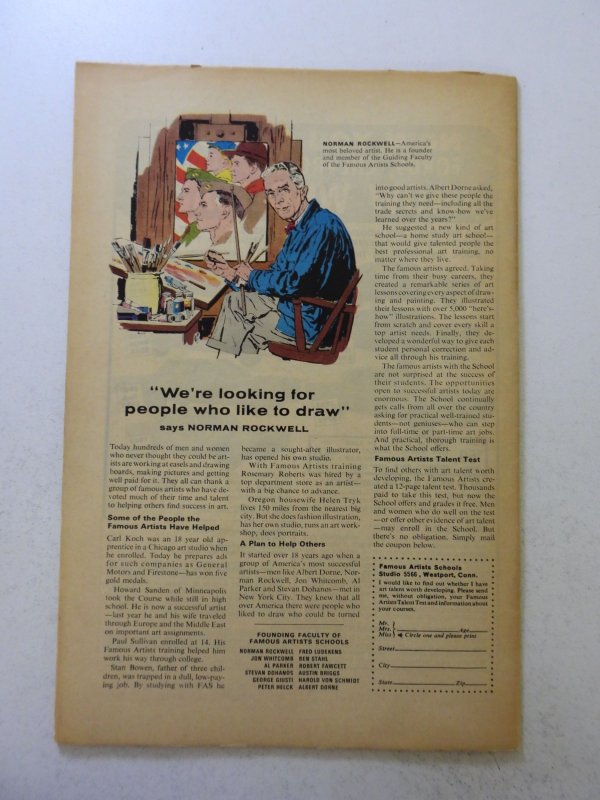 NORMAN ROCKWELL—America's
most beloved artist. He is a founder
and member of the Guiding Faculty
of the Famous Artists Schools.
"We're looking for
people who like to draw"
says NORMAN ROCKWELL
Today hundreds of men and women
who never thought they could be art-
ists are working at easels and drawing
boards, making pictures and getting
well paid for it. They all can thank a
group of famous artists who have de-
voted much of their time and talent
to helping others find success in art.
Some of the People the
Famous Artists Have Helped
Carl Koch was an 18 year old ap-
prentice in a Chicago art studio when
he enrolled. Today he prepares ads
for such companies as General
Motors and Firestone—has won five
gold medals.
Howard Sanden of Minneapolis
took the Course while still in high
school. He is now a successful artist
—last year he and his wife traveled
through Europe and the Middle East
on important art assignments.
Paul Sullivan enrolled at 14. His
Famous Artists training helped him
work his way through college.
Stan Bowen, father of three chil-
dren, was trapped in a dull, low-pay-
ing job. By studying with FAS he
became a sought-after illustrator,
has opened his own studio.
With Famous Artists training
Rosemary Roberts was hired by a
top department store as an artist—
with a big chance to advance.
Oregon housewife Helen Tryk
lives 150 miles from the nearest big
city. But she does fashion illustration,
has her own studio, runs an art work-
shop, does portraits.
A Plan to Help Others
It started over 18 years ago when a
group of America's most successful
artists—men like Albert Dorne, Nor-
man Rockwell, Jon Whitcomb, Al
Parker and Stevan Dohanos—met in
New York City. They knew that all
over America there were people who
liked to draw who could be turned
FOUNDING FACULTY OF
FAMOUS ARTISTS SCHOOLS
NORMAN ROCKWELL FRED LUDEKENS
JON WHITCOMB BEN STAHL
AL PARKER ROBERT FAWCETT
STEVAN DOHANOS AUSTIN BRIGGS
GEORGE GIUSTI HAROLD VON SCHMIDT
PETER HELCK ALBERT DORNE
into good artists. Albert Dorne asked,
"Why can't we give these people the
training they need—including all the
trade secrets and know-how we've
learned over the years?"
He suggested a new kind of art
school—a home study art school—
that would give talented people the
best professional art training, no
matter where they live.
The famous artists agreed. Taking
time from their busy careers, they
created a remarkable series of art
lessons covering every aspect of draw-
ing and painting. They illustrated
their lessons with over 5,000 "here's-
how" illustrations. The lessons start
from scratch and cover every skill a
top artist needs. Finally, they de-
veloped a wonderful way to give each
student personal correction and ad-
vice all through his training.
The famous artists with the School
are not surprised at the success of
their students. The opportunities
open to successful artists today are
enormous. The School continually
gets calls from all over the country
asking for practical well-trained stu-
dents—not geniuses—who can step
into full-time or part-time art jobs.
And practical, thorough training is
what the School offers.
Famous Artists Talent Test
To find others with art talent worth
developing, the Famous Artists cre-
ated a 12-page talent test. Thousands
paid to take this test, but now the
School offers and grades it free. Men
and women who do well on the test
—or offer other evidence of art talent
—may enroll in the School. But
there's no obligation. Simply mail
the coupon below.
Famous Artists Schools
Studio 5566, Westport, Conn.
I would like to find out whether I have
art talent worth developing. Please send
me, without obligation, your Famous
Artists Talent Test and information about
your courses.
Mr.
Mrs. age
Miss Circle one and please print
Street
City
State Zip